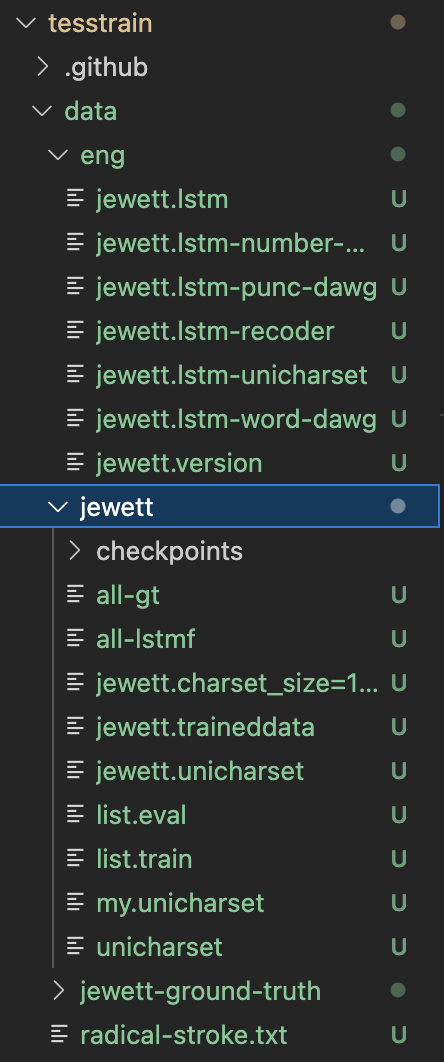 tesstrain
.github
data
eng
jewett.lstm U
jewett.lstm-number-... U
jewett.lstm-punc-dawg U
jewett.lstm-recoder U
jewett.lstm-unicharset U
jewett.lstm-word-dawg U
jewett.version U
jewett
checkpoints
all-gt U
all-lstmf U
jewett.charset_size=1... U
jewett.traineddata U
jewett.unicharset U
list.eval U
list.train U
my.unicharset U
unicharset U
jewett-ground-truth
radical-stroke.txt U